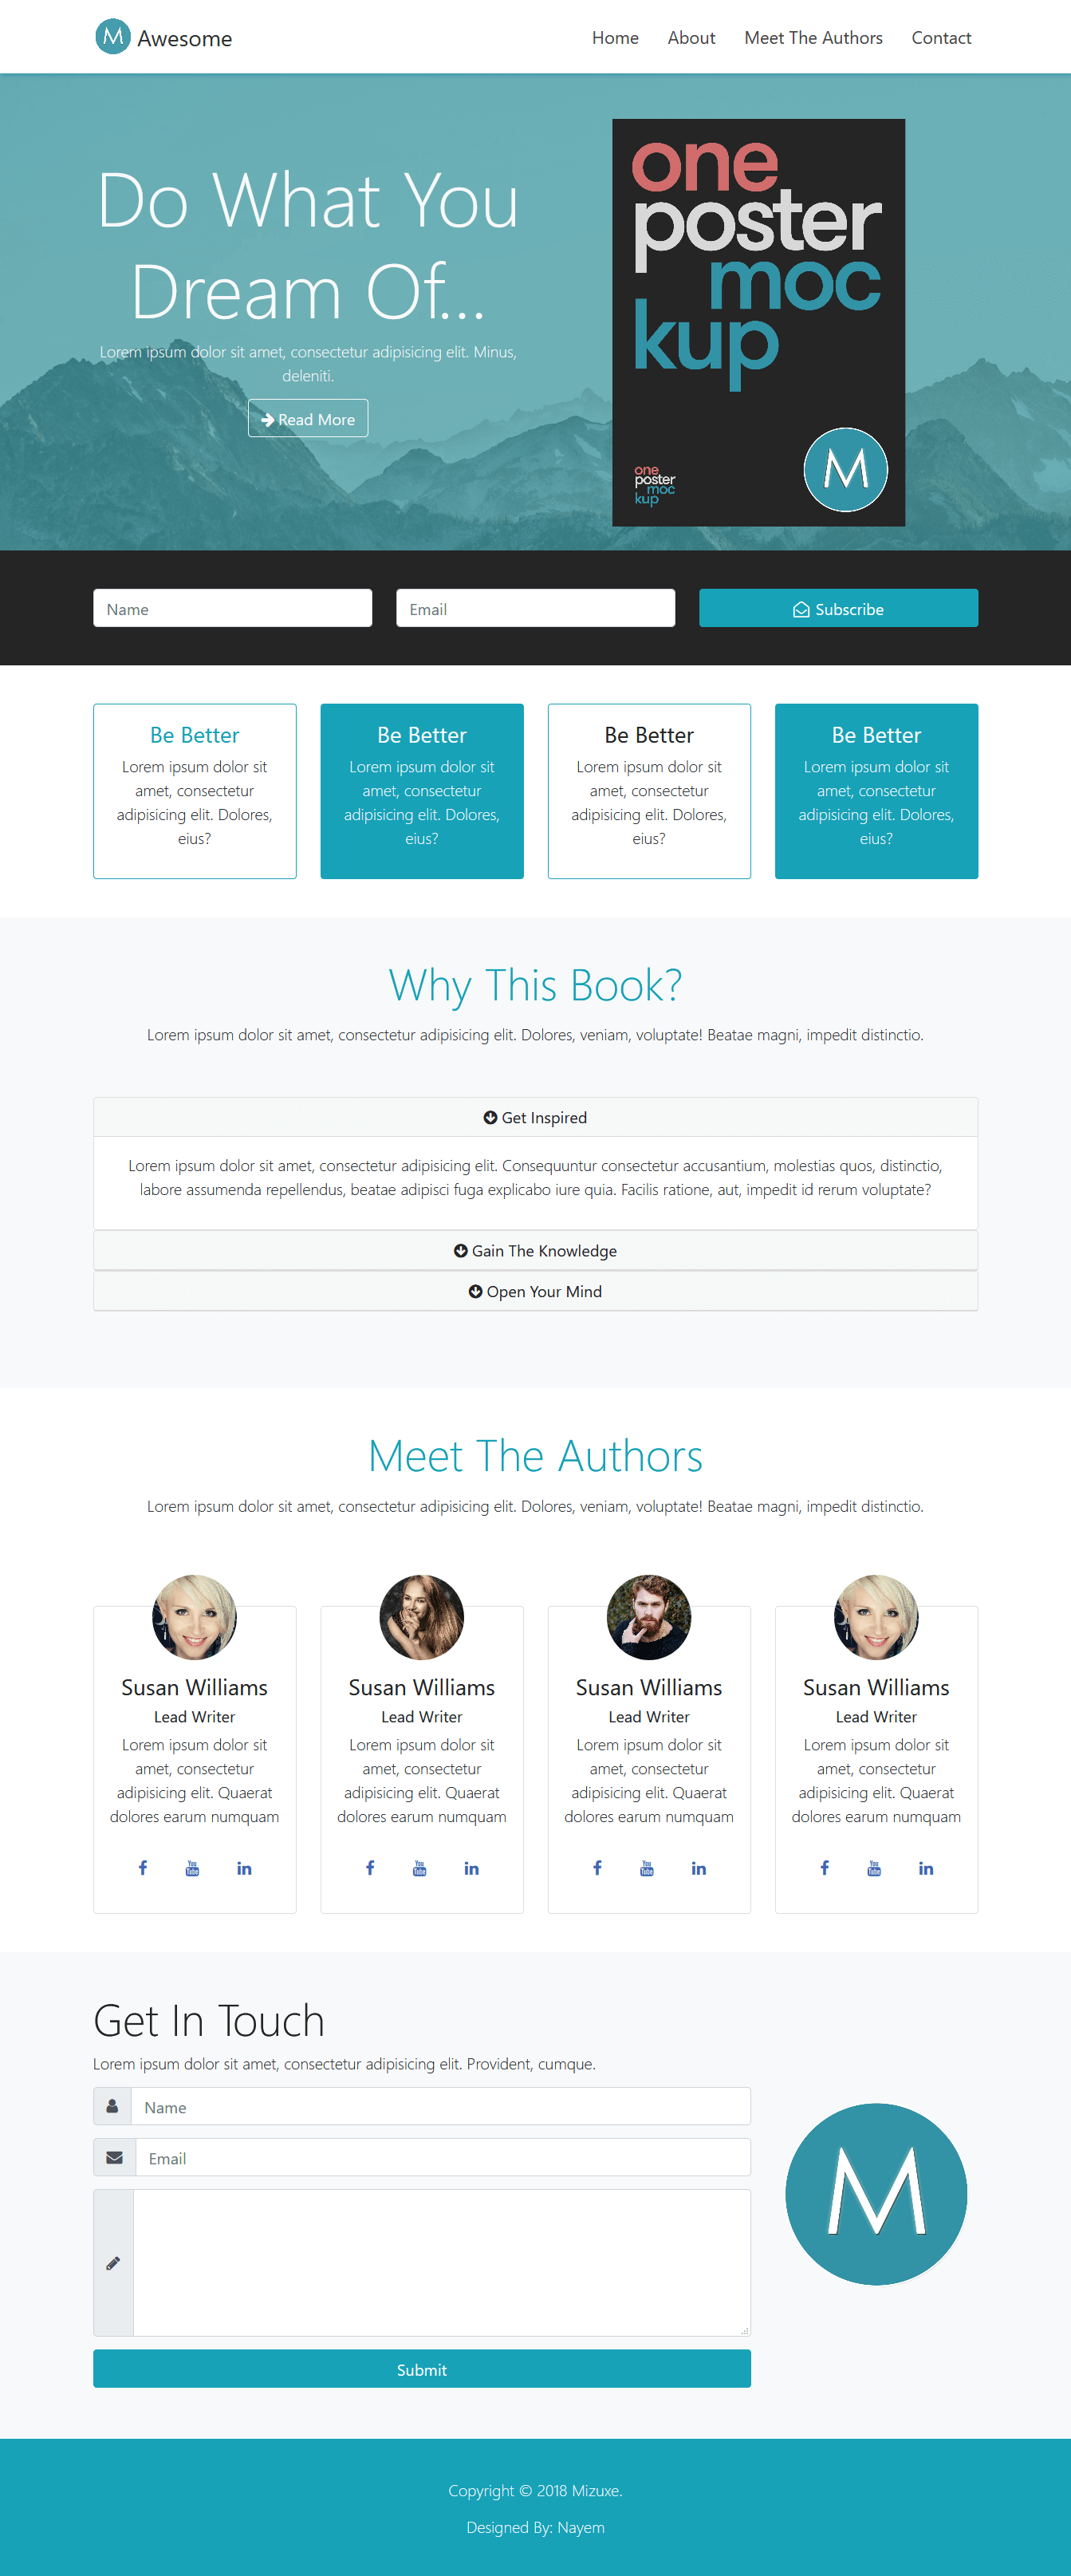 M Awesome
Home About Meet The Authors Contact
Do What You
Dream Of...
Lorem ipsum dolor sit amet, consectetur adipisicing elit. Minus,
deleniti.
Read More
one
poster
moc
kup
one
poster
moc
kup
M
Name
Email
Subscribe
Be Better
Lorem ipsum dolor sit
amet, consectetur
adipisicing elit. Dolores,
eius?
Be Better
Lorem ipsum dolor sit
amet, consectetur
adipisicing elit. Dolores,
eius?
Be Better
Lorem ipsum dolor sit
amet, consectetur
adipisicing elit. Dolores,
eius?
Be Better
Lorem ipsum dolor sit
amet, consectetur
adipisicing elit. Dolores,
eius?
Why This Book?
Lorem ipsum dolor sit amet, consectetur adipisicing elit. Dolores, veniam, voluptate! Beatae magni, impedit distinctio.
Get Inspired
Lorem ipsum dolor sit amet, consectetur adipisicing elit. Consequuntur consectetur accusantium, molestias quos, distinctio,
labore assumenda repellendus, beatae adipisci fuga explicabo iure quia. Facilis ratione, aut, impedit id rerum voluptate?
Gain The Knowledge
Open Your Mind
Meet The Authors
Lorem ipsum dolor sit amet, consectetur adipisicing elit. Dolores, veniam, voluptate! Beatae magni, impedit distinctio.
Susan Williams
Lead Writer
Lorem ipsum dolor sit
amet, consectetur
adipisicing elit. Quaerat
dolores earum numquam
f You Tube in
Susan Williams
Lead Writer
Lorem ipsum dolor sit
amet, consectetur
adipisicing elit. Quaerat
dolores earum numquam
f You Tube in
Susan Williams
Lead Writer
Lorem ipsum dolor sit
amet, consectetur
adipisicing elit. Quaerat
dolores earum numquam
f You Tube in
Susan Williams
Lead Writer
Lorem ipsum dolor sit
amet, consectetur
adipisicing elit. Quaerat
dolores earum numquam
f You Tube in
Get In Touch
Lorem ipsum dolor sit amet, consectetur adipisicing elit. Provident, cumque.
Name
Email
Submit
M
Copyright © 2018 Mizuxe.
Designed By: Nayem